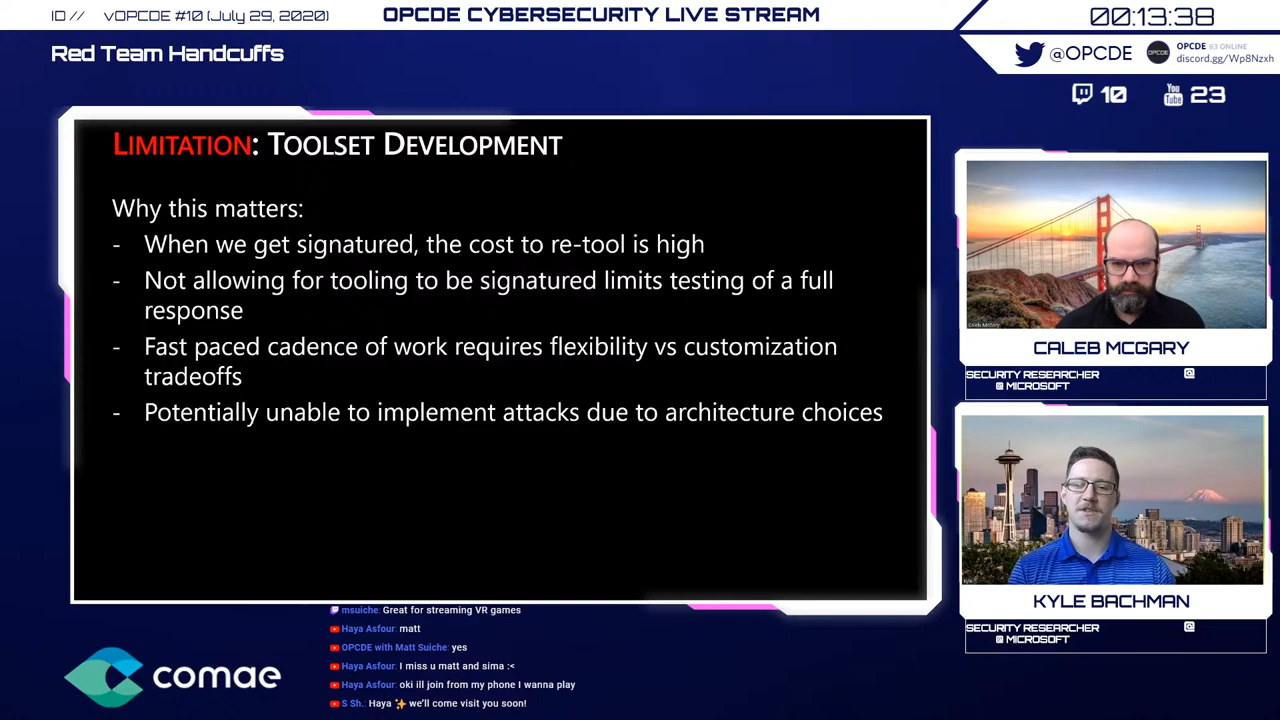 ID // vOPCDE #10 (July 29, 2020)
OPCDE CYBERSECURITY LIVE STREAM
00:13:38
Red Team Handcuffs
@OPCDE
OPCDE 83 ONLINE
discord.gg/Wp8Nzxh
10
You Tube 23
LIMITATION: TOOLSET DEVELOPMENT
Why this matters:
- When we get signatured, the cost to re-tool is high
- Not allowing for tooling to be signatured limits testing of a full
response
- Fast paced cadence of work requires flexibility vs customization
tradeoffs
- Potentially unable to implement attacks due to architecture choices
Caleb McGary
CALEB MCGARY
SECURITY RESEARCHER
@ MICROSOFT
KYLE BACHMAN
SECURITY RESEARCHER
@ MICROSOFT
msuiche: Great for streaming VR games
Haya Asfour: matt
OPCDE with Matt Suiche: yes
Haya Asfour: I miss u matt and sima :<
Haya Asfour: oki ill join from my phone I wanna play
S Sh.: Haya ✨ we'll come visit you soon!
comae